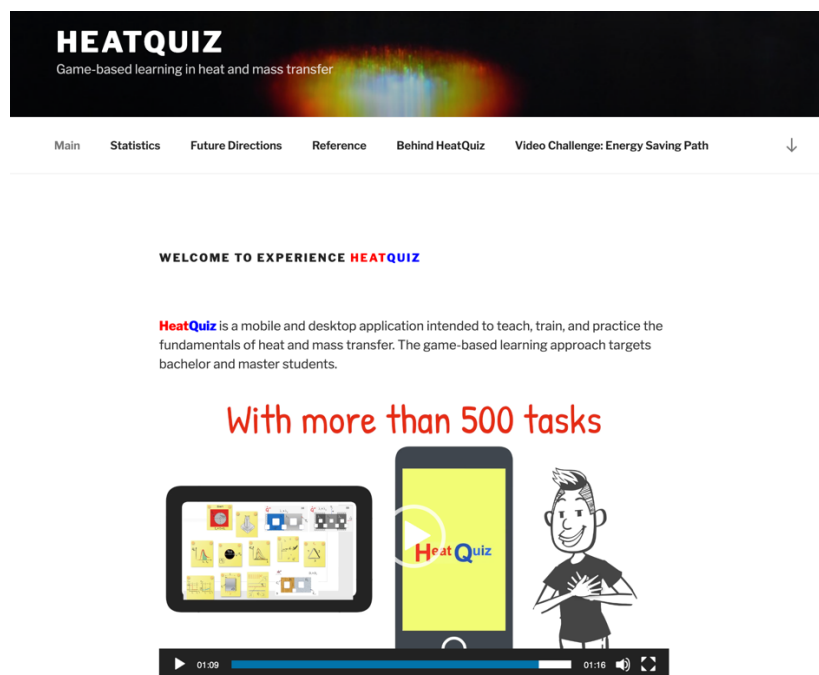 HEATQUIZ
Game-based learning in heat and mass transfer
Main Statistics Future Directions Reference Behind HeatQuiz Video Challenge: Energy Saving Path
WELCOME TO EXPERIENCE HEATQUIZ
HeatQuiz is a mobile and desktop application intended to teach, train, and practice the
fundamentals of heat and mass transfer. The game-based learning approach targets
bachelor and master students.
With more than 500 tasks
Heat Quiz
01:09 01:16